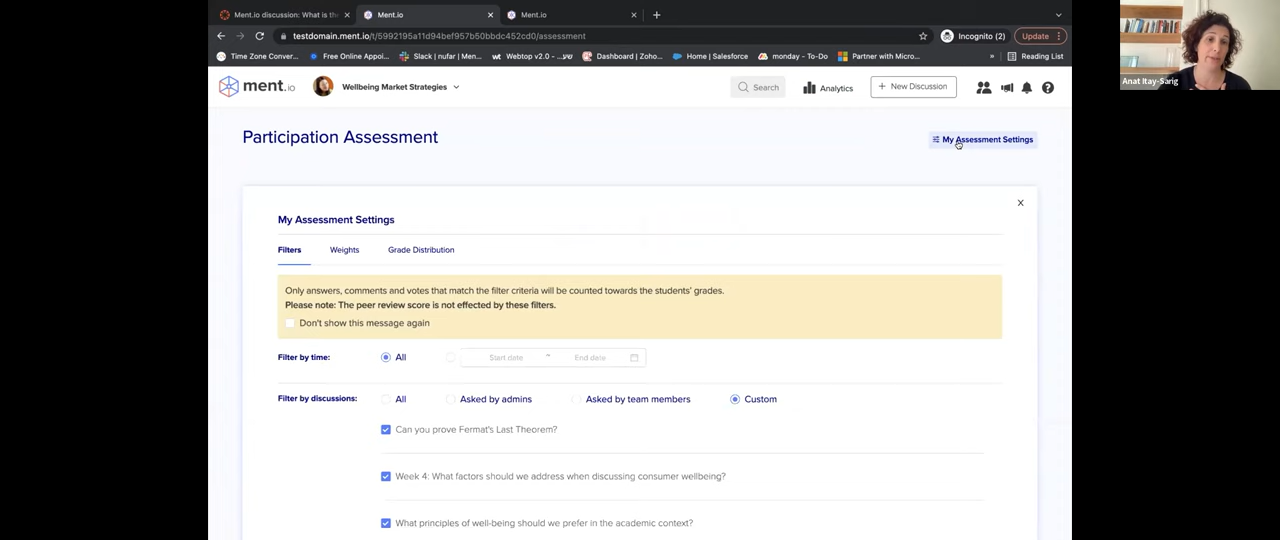 Ment.io discussion: What is the
Ment.io
Ment.io
testdomain.ment.io/t/5992195a11d94bef957b50bbdc452cd0/assessment
Incognito (2)
Update
Time Zone Conver...
Free Online Appoi...
Slack | nufar | Men...
Webtop v2.0 - שע
Dashboard | Zoho...
Home | Salesforce
monday - To-Do
Partner with Micro...
»
Reading List
ment.io
Wellbeing Market Strategies
Search
Analytics
+ New Discussion
Anat Itay-Sarig
Participation Assessment
My Assessment Settings
My Assessment Settings
Filters
Weights
Grade Distribution
Only answers, comments and votes that match the filter criteria will be counted towards the students' grades.
Please note: The peer review score is not effected by these filters.
Don't show this message again
Filter by time:
All
Start date
~
End date
Filter by discussions:
All
Asked by admins
Asked by team members
Custom
Can you prove Fermat's Last Theorem?
Week 4: What factors should we address when discussing consumer wellbeing?
What principles of well-being should we prefer in the academic context?